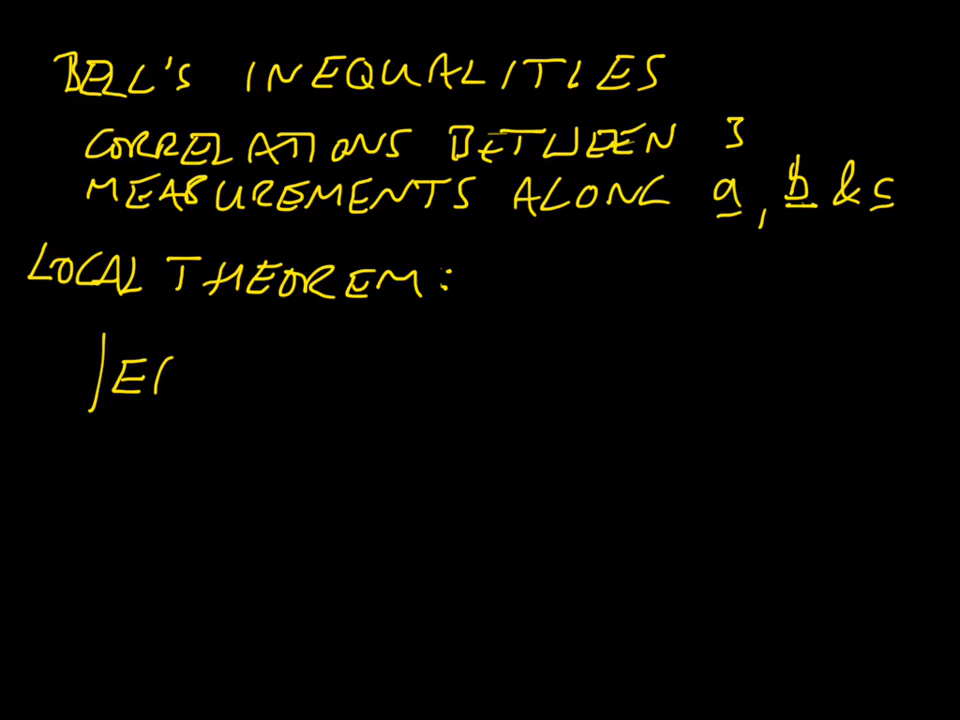 BELL'S INEQUALITIES
CORRELATIONS BETWEEN 3
MEASUREMENTS ALONG a, b & c
LOCAL THEOREM:
|E(